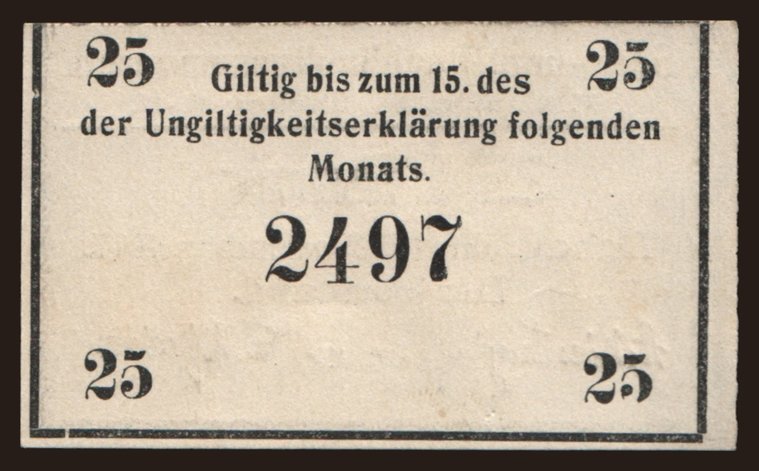 25 25
Giltig bis zum 15. des
der Ungiltigkeitserklärung folgenden
Monats.
2497
25 25